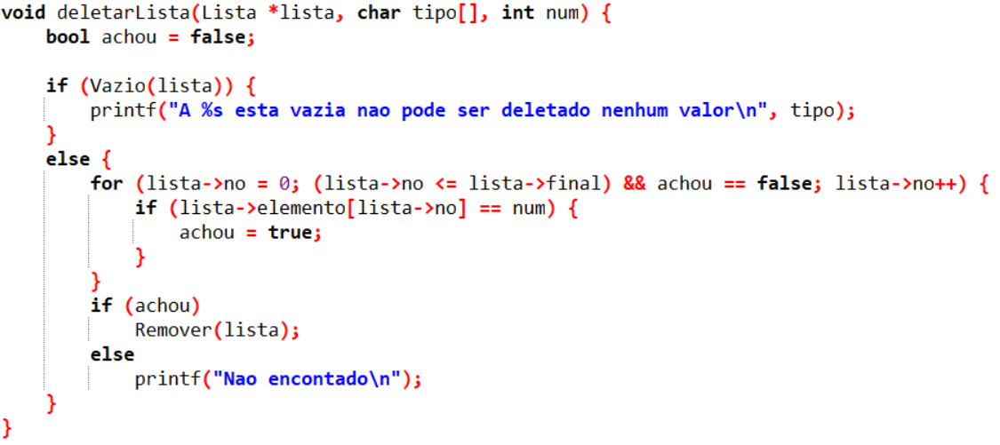 void deletarLista(Lista *lista, char tipo[], int num) {
    bool achou = false;

    if (Vazio(lista)) {
        printf("A %s esta vazia nao pode ser deletado nenhum valor\n", tipo);
    }
    else {
        for (lista->no = 0; (lista->no <= lista->final) && achou == false; lista->no++) {
            if (lista->elemento[lista->no] == num) {
                achou = true;
            }
        }
        if (achou)
            Remover(lista);
        else
            printf("Nao encontado\n");
    }
}